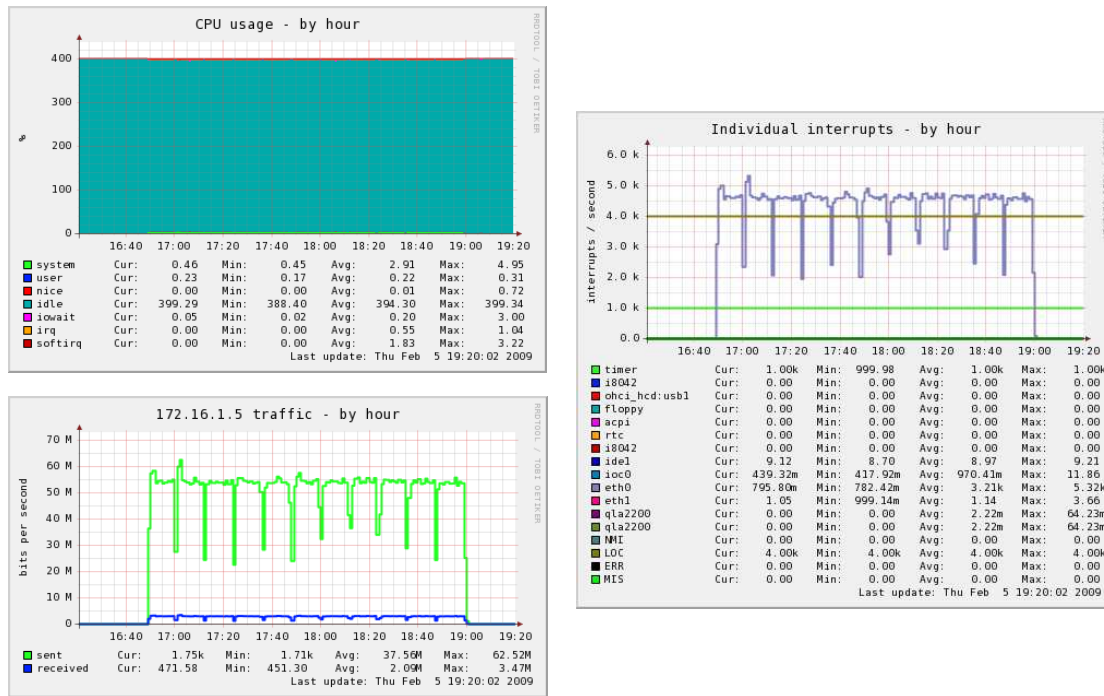 CPU usage - by hour
RRDTOOL / TOBI OETIKER
400
300
200
100
0
%
16:40 17:00 17:20 17:40 18:00 18:20 18:40 19:00 19:20
system Cur: 0.46 Min: 0.45 Avg: 2.91 Max: 4.95
user Cur: 0.23 Min: 0.17 Avg: 0.22 Max: 0.31
nice Cur: 0.00 Min: 0.00 Avg: 0.01 Max: 0.72
idle Cur: 399.29 Min: 388.40 Avg: 394.30 Max: 399.34
iowait Cur: 0.05 Min: 0.02 Avg: 0.20 Max: 3.00
irq Cur: 0.00 Min: 0.00 Avg: 0.55 Max: 1.04
softirq Cur: 0.00 Min: 0.00 Avg: 1.83 Max: 3.22
Last update: Thu Feb 5 19:20:02 2009
172.16.1.5 traffic - by hour
RRDTOOL / TOBI OETIKER
70 M
60 M
50 M
40 M
30 M
20 M
10 M
0
bits per second
16:40 17:00 17:20 17:40 18:00 18:20 18:40 19:00 19:20
sent Cur: 1.75k Min: 1.71k Avg: 37.56M Max: 62.52M
received Cur: 471.58 Min: 451.30 Avg: 2.09M Max: 3.47M
Last update: Thu Feb 5 19:20:02 2009
Individual interrupts - by hour
6.0 k
5.0 k
4.0 k
3.0 k
2.0 k
1.0 k
0.0
interrupts / second
16:40 17:00 17:20 17:40 18:00 18:20 18:40 19:00 19:20
timer Cur: 1.00k Min: 999.98 Avg: 1.00k Max: 1.00k
i8042 Cur: 0.00 Min: 0.00 Avg: 0.00 Max: 0.00
ohci_hcd:usb1 Cur: 0.00 Min: 0.00 Avg: 0.00 Max: 0.00
floppy Cur: 0.00 Min: 0.00 Avg: 0.00 Max: 0.00
acpi Cur: 0.00 Min: 0.00 Avg: 0.00 Max: 0.00
rtc Cur: 0.00 Min: 0.00 Avg: 0.00 Max: 0.00
i8042 Cur: 0.00 Min: 0.00 Avg: 0.00 Max: 0.00
ide1 Cur: 9.12 Min: 8.70 Avg: 8.97 Max: 9.21
ioc0 Cur: 439.32m Min: 417.92m Avg: 970.41m Max: 11.86
eth0 Cur: 795.80m Min: 782.42m Avg: 3.21k Max: 5.32k
eth1 Cur: 1.05 Min: 999.14m Avg: 1.14 Max: 3.66
qla2200 Cur: 0.00 Min: 0.00 Avg: 2.22m Max: 64.23m
qla2200 Cur: 0.00 Min: 0.00 Avg: 2.22m Max: 64.23m
NMI Cur: 0.00 Min: 0.00 Avg: 0.00 Max: 0.00
LOC Cur: 4.00k Min: 4.00k Avg: 4.00k Max: 4.00k
ERR Cur: 0.00 Min: 0.00 Avg: 0.00 Max: 0.00
MIS Cur: 0.00 Min: 0.00 Avg: 0.00 Max: 0.00
Last update: Thu Feb 5 19:20:02 2009